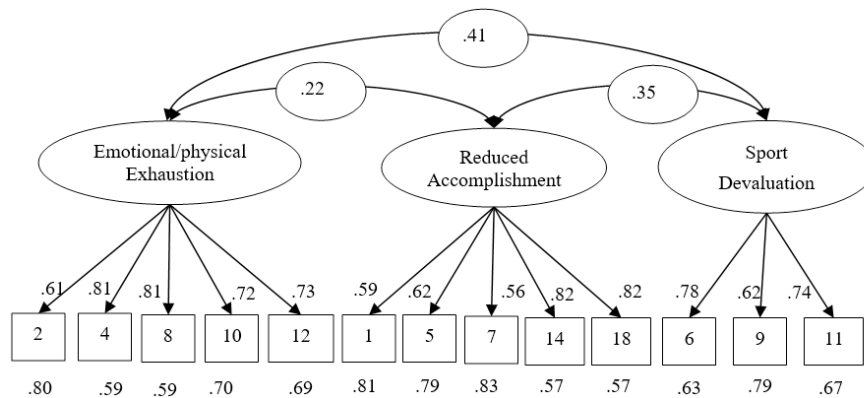 .41
.22
.35
Emotional/physical
Exhaustion
Reduced
Accomplishment
Sport
Devaluation
.61 .81 .81 .72 .73 .59 .62 .56 .82 .82 .78 .62 .74
2 4 8 10 12 1 5 7 14 18 6 9 11
.80 .59 .59 .70 .69 .81 .79 .83 .57 .57 .63 .79 .67